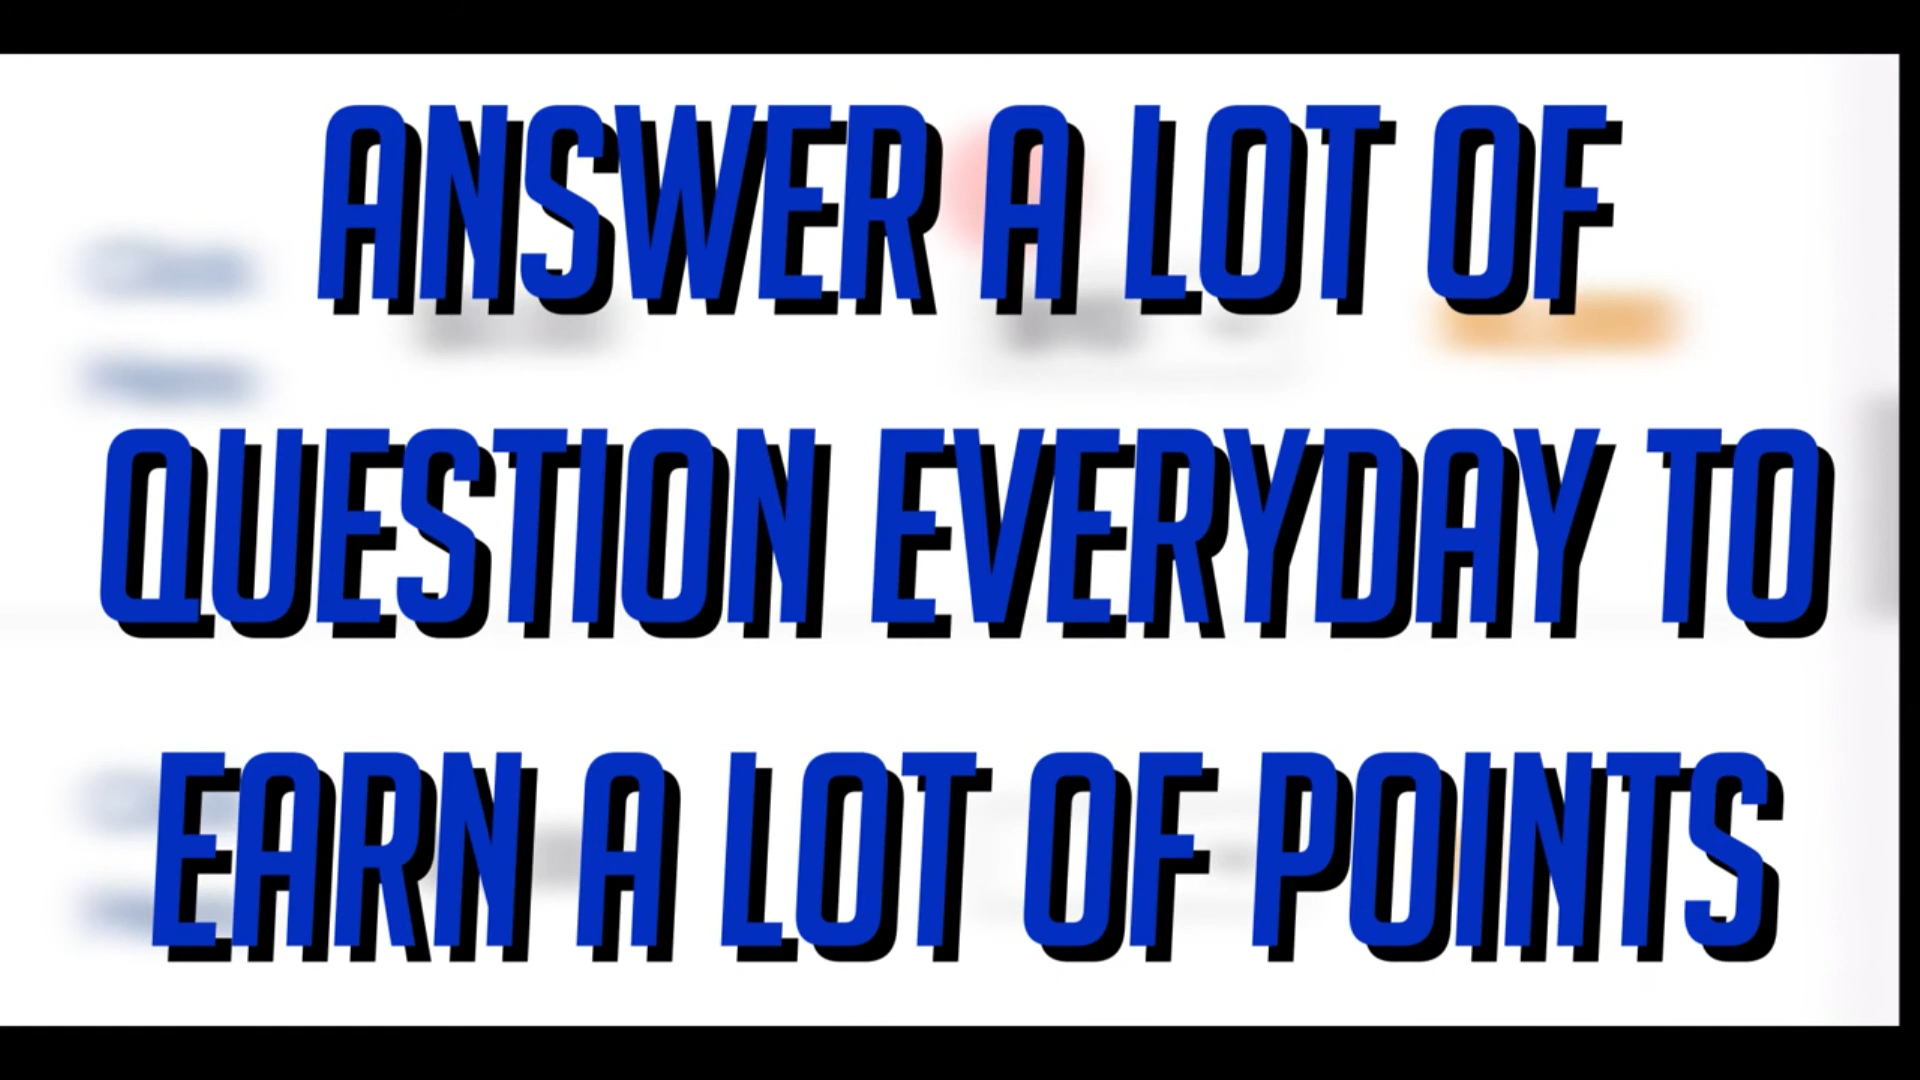 ANSWER A LOT OF
QUESTION EVERYDAY TO
EARN A LOT OF POINTS